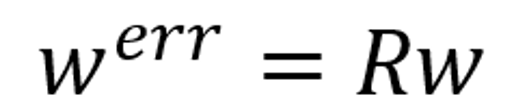 w^{err} = Rw